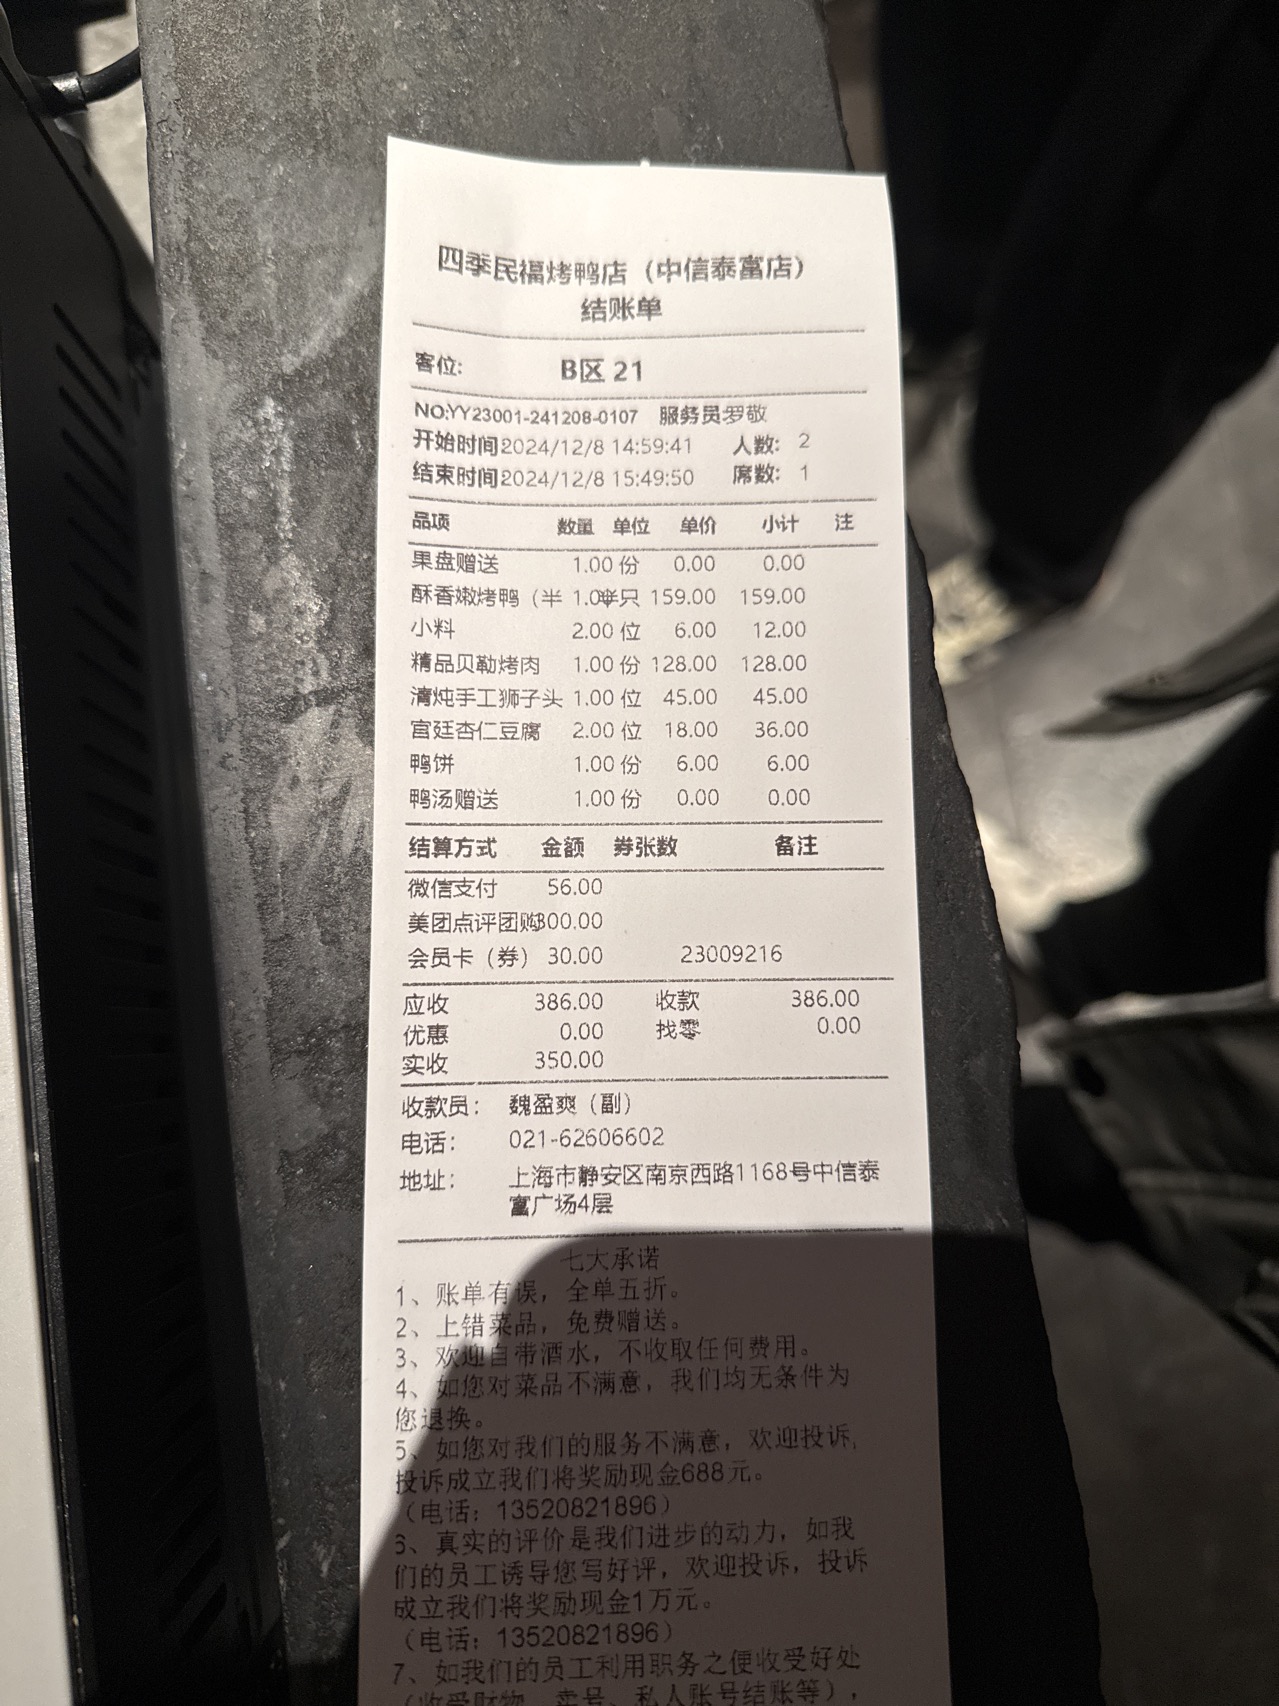 四季民福烤鸭店（中信泰富店）
结账单
客位: B区 21
NO:YY23001-241208-0107 服务员:罗敬
开始时间2024/12/8 14:59:41 人数: 2
结束时间2024/12/8 15:49:50 席数: 1
品项 数量 单位 单价 小计 注
果盘赠送 1.00 份 0.00 0.00
酥香嫩烤鸭（半 1.00半只 159.00 159.00
小料 2.00 位 6.00 12.00
精品贝勒烤肉 1.00 份 128.00 128.00
清炖手工狮子头 1.00 位 45.00 45.00
宫廷杏仁豆腐 2.00 位 18.00 36.00
鸭饼 1.00 份 6.00 6.00
鸭汤赠送 1.00 份 0.00 0.00
结算方式 金额 券张数 备注
微信支付 56.00
美团点评团购300.00
会员卡（券） 30.00 23009216
应收 386.00 收款 386.00
优惠 0.00 找零 0.00
实收 350.00
收款员: 魏盈爽（副）
电话: 021-62606602
地址: 上海市静安区南京西路1168号中信泰
富广场4层
七大承诺
1、账单有误，全单五折。
2、上错菜品，免费赠送。
3、欢迎自带酒水，不收取任何费用。
4、如您对菜品不满意，我们均无条件为
您退换。
5、如您对我们的服务不满意，欢迎投诉，
投诉成立我们将奖励现金688元。
（电话：13520821896）
6、真实的评价是我们进步的动力，如我
们的员工诱导您写好评，欢迎投诉，投诉
成立我们将奖励现金1万元。
（电话：13520821896）
7、如我们的员工利用职务之便收受好处
（收受财物、卖号、私人账号结账等），